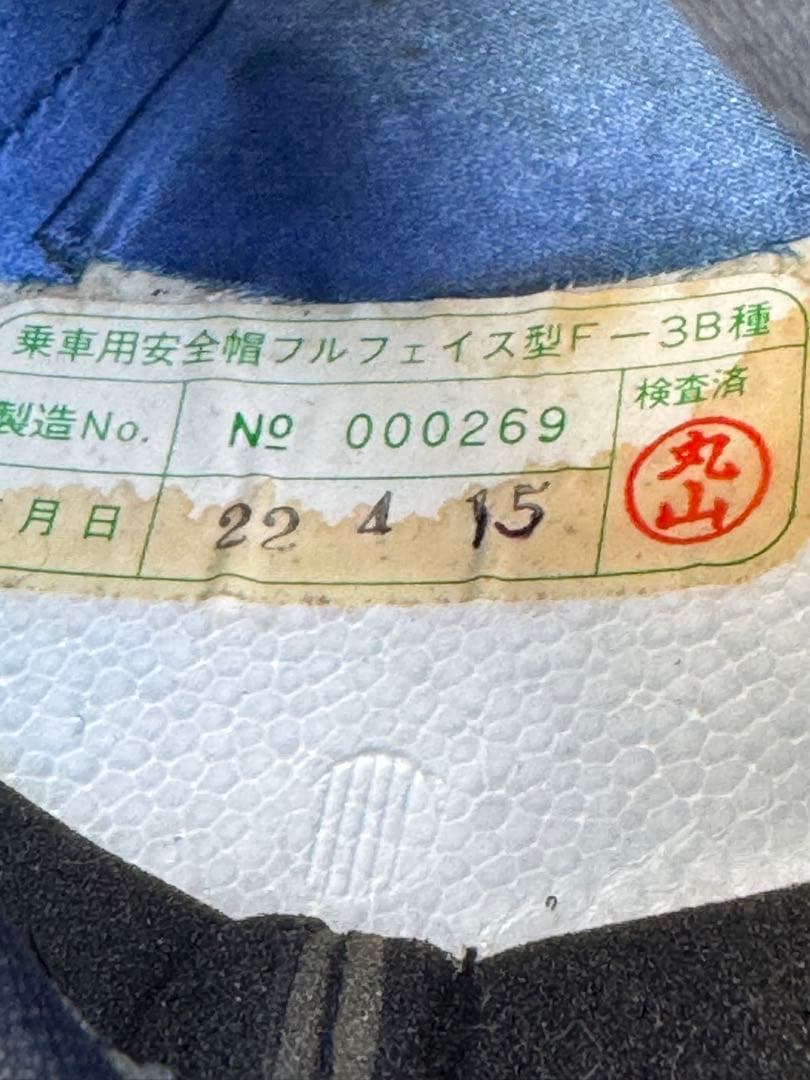 乗車用安全帽フルフェイス型F－3B種
製造No. № 000269
検査済
月日 22 4 15
丸山